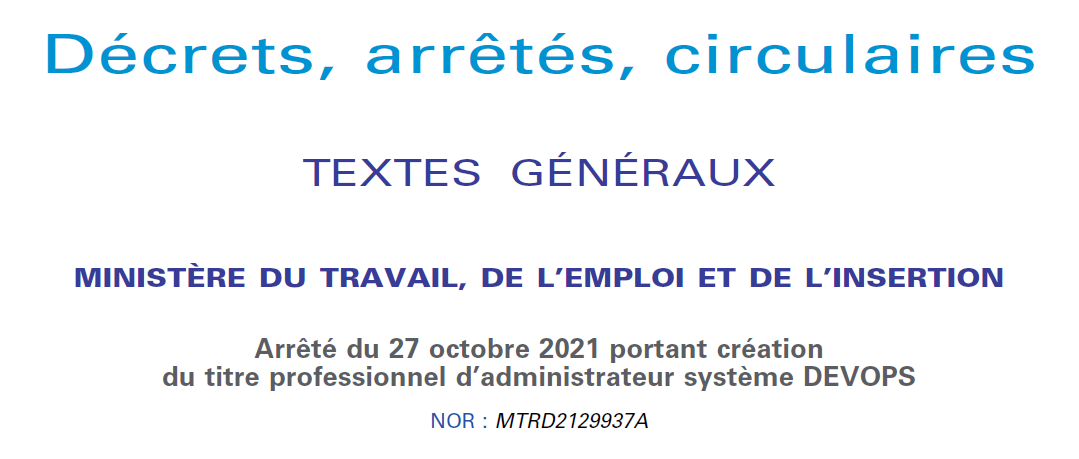 Décrets, arrêtés, circulaires
TEXTES GÉNÉRAUX
MINISTÈRE DU TRAVAIL, DE L’EMPLOI ET DE L’INSERTION
Arrêté du 27 octobre 2021 portant création
du titre professionnel d’administrateur système DEVOPS
NOR : MTRD2129937A